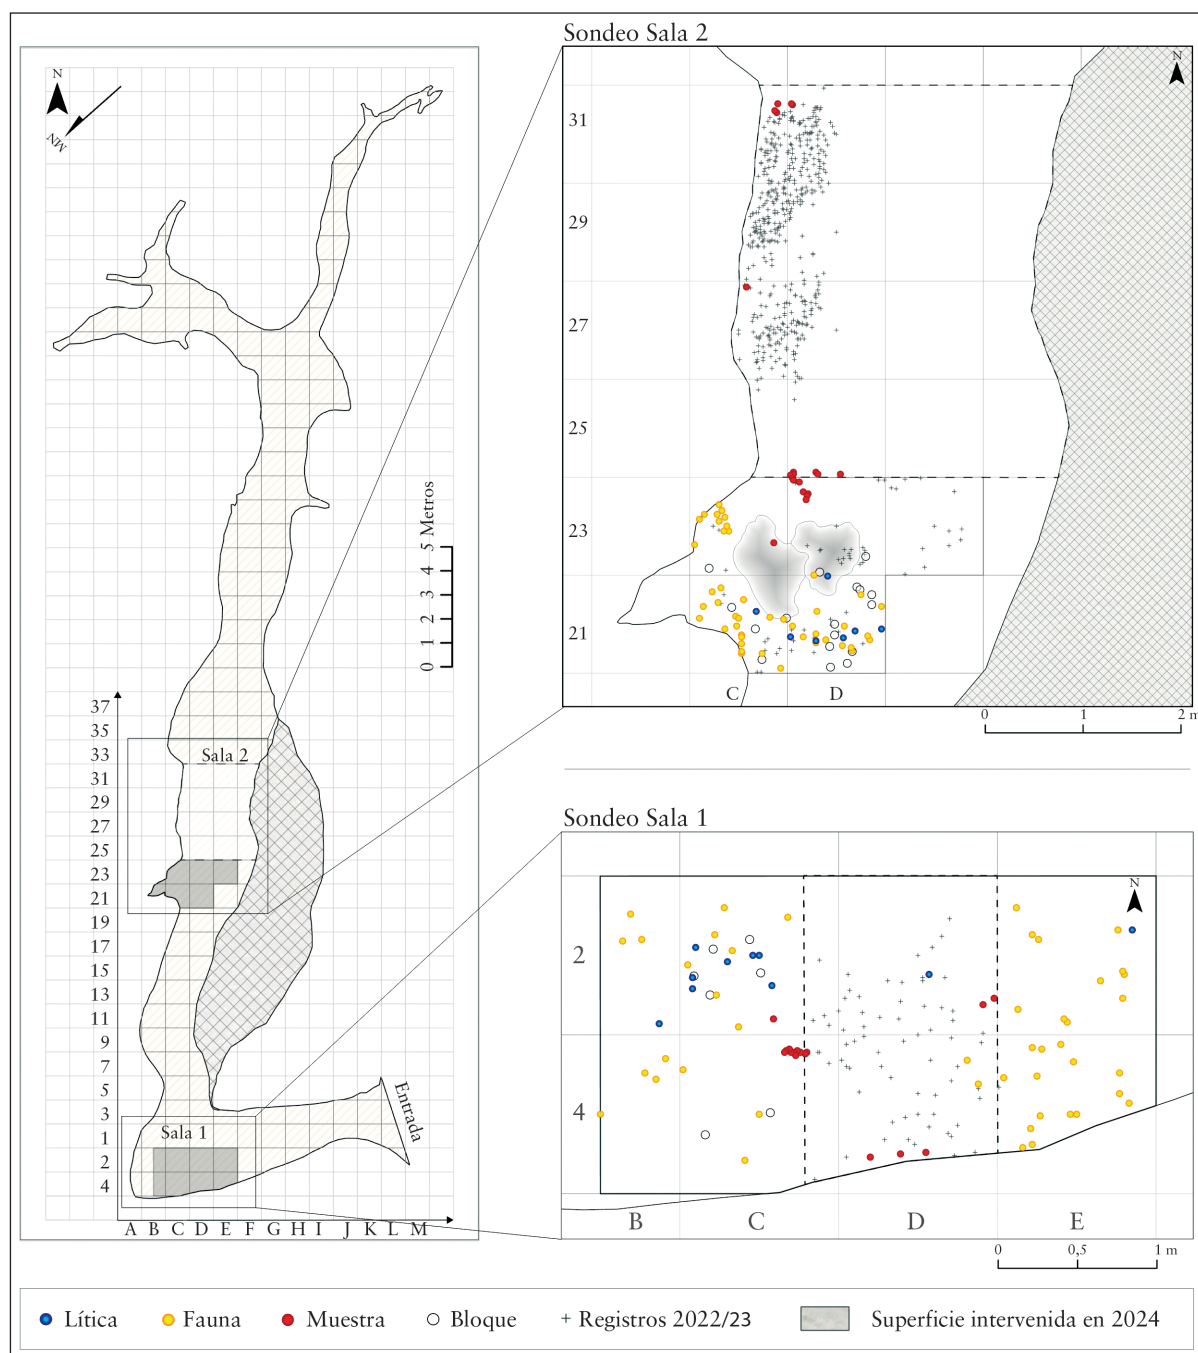 N
NM
5 Metros
4
3
2
1
0
37
35
33
31
29
27
25
23
21
19
17
15
13
11
9
7
5
3
1
2
4
Sala 2
Sala 1
Entrada
A B C D E F G H I J K L M
Sondeo Sala 2
N
31
29
27
25
23
21
C D
0 1 2 m
Sondeo Sala 1
N
2
4
B C D E
0 0,5 1 m
Lítica Fauna Muestra Bloque + Registros 2022/23 Superficie intervenida en 2024